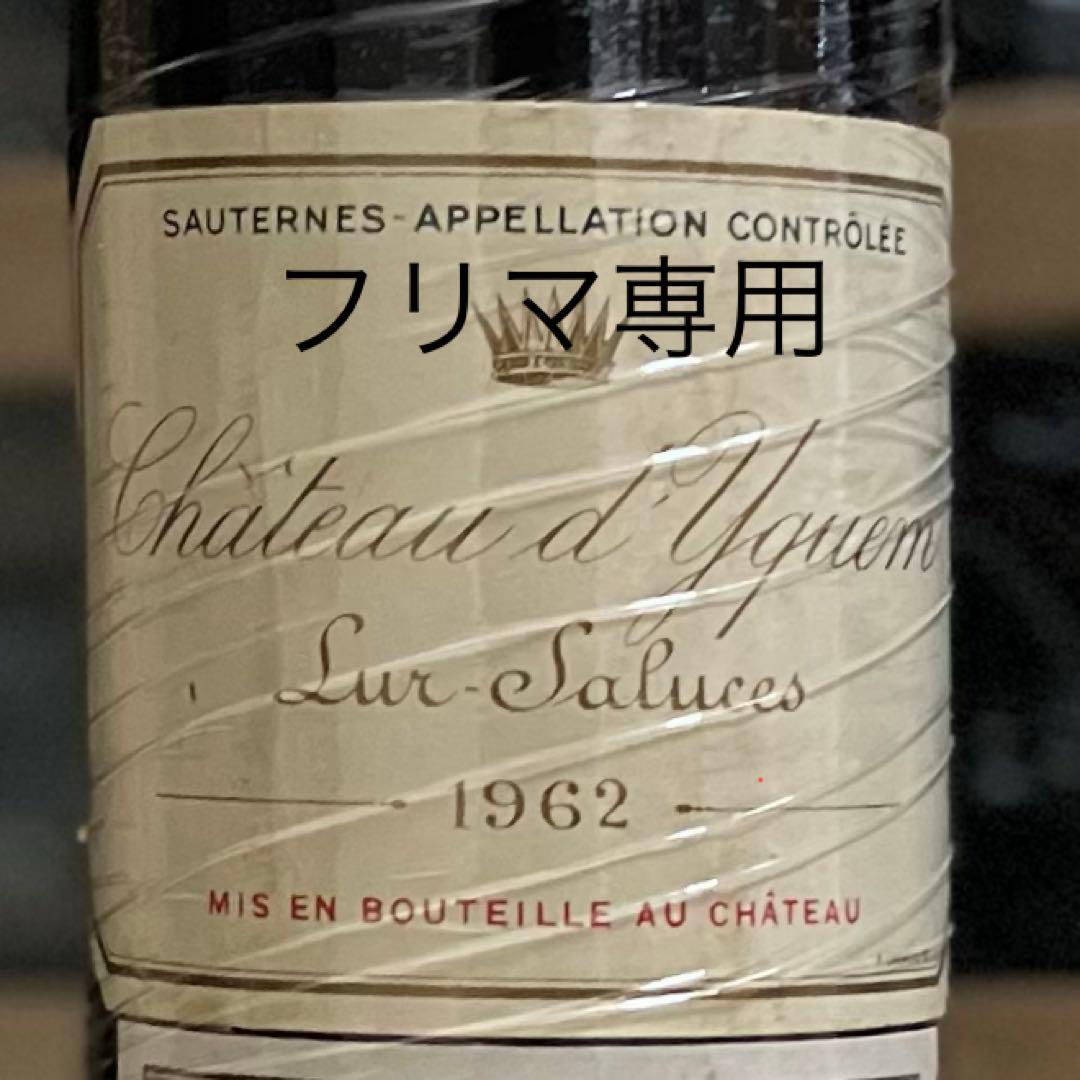 SAUTERNES-APPELLATION CONTRÔLÉE
フリマ専用
Château d'Yquem
Lur-Saluces
1962
MIS EN BOUTEILLE AU CHÂTEAU